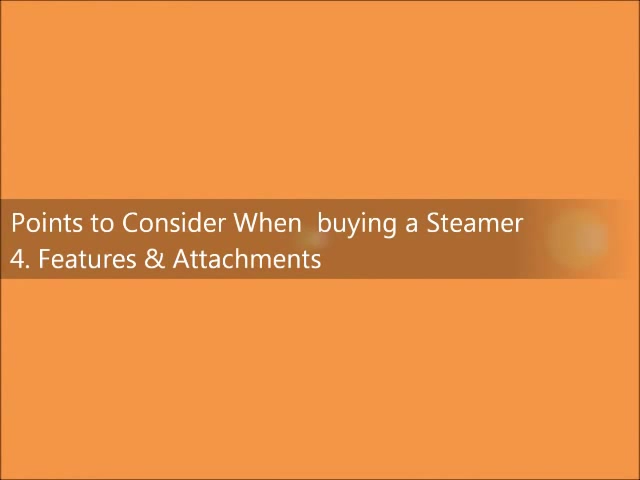 Points to Consider When  buying a Steamer
4. Features & Attachments